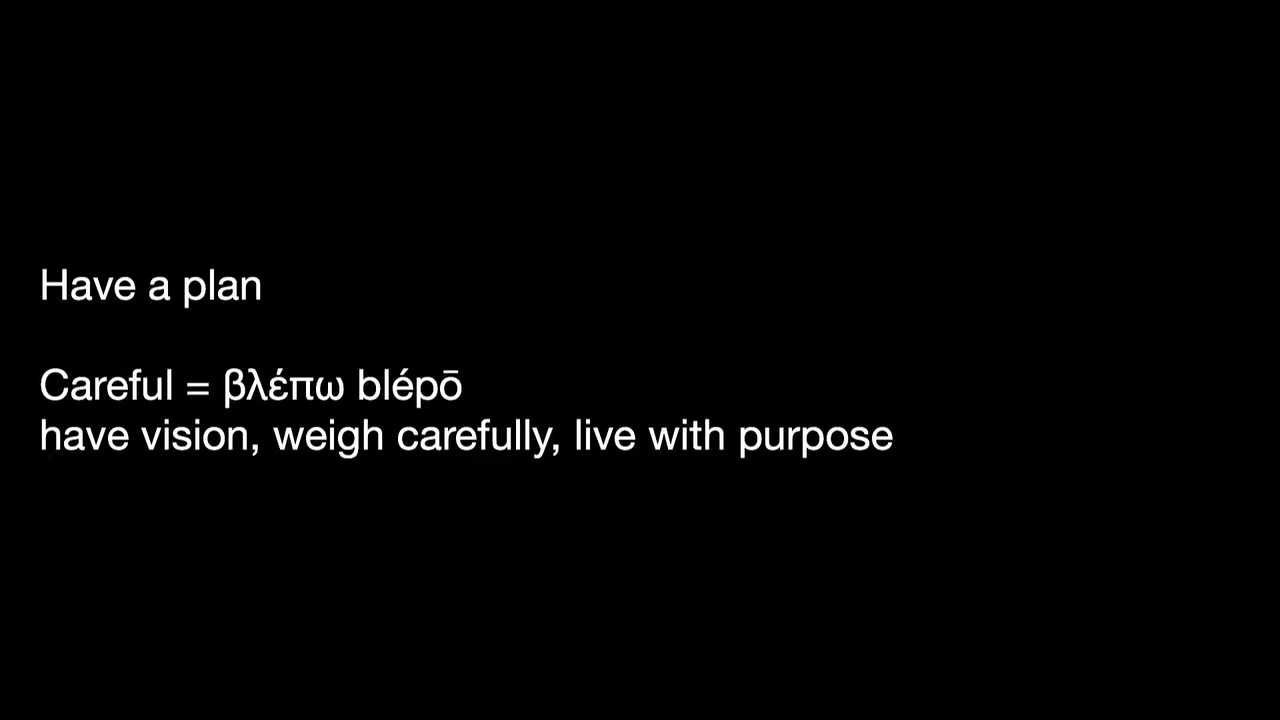 Have a plan
Careful = βλέπω blépō
have vision, weigh carefully, live with purpose